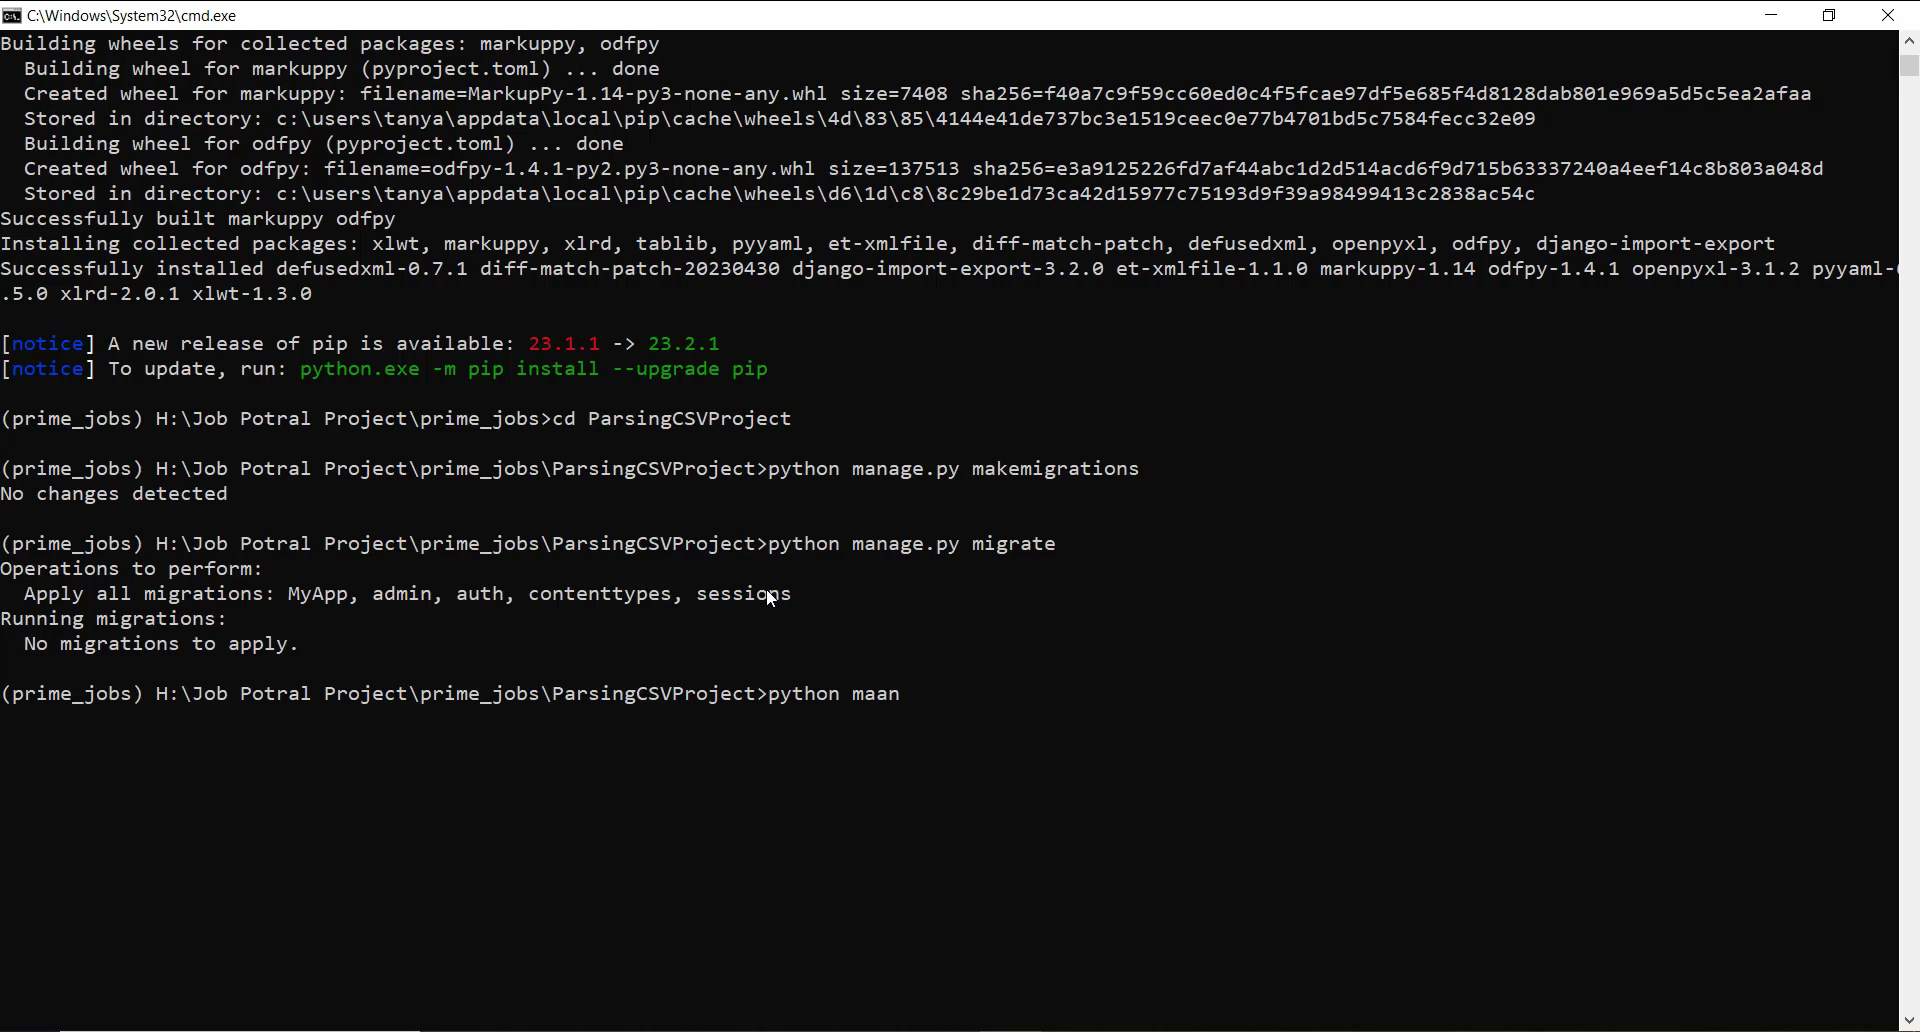 C:\Windows\System32\cmd.exe
Building wheels for collected packages: markuppy, odfpy
  Building wheel for markuppy (pyproject.toml) ... done
  Created wheel for markuppy: filename=MarkupPy-1.14-py3-none-any.whl size=7408 sha256=f40a7c9f59cc60ed0c4f5fcae97df5e685f4d8128dab801e969a5d5c5ea2afaa
  Stored in directory: c:\users\tanya\appdata\local\pip\cache\wheels\4d\83\85\4144e41de737bc3e1519ceec0e77b4701bd5c7584fecc32e09
  Building wheel for odfpy (pyproject.toml) ... done
  Created wheel for odfpy: filename=odfpy-1.4.1-py2.py3-none-any.whl size=137513 sha256=e3a9125226fd7af44abc1d2d514acd6f9d715b63337240a4eef14c8b803a048d
  Stored in directory: c:\users\tanya\appdata\local\pip\cache\wheels\d6\1d\c8\8c29be1d73ca42d15977c75193d9f39a98499413c2838ac54c
Successfully built markuppy odfpy
Installing collected packages: xlwt, markuppy, xlrd, tablib, pyyaml, et-xmlfile, diff-match-patch, defusedxml, openpyxl, odfpy, django-import-export
Successfully installed defusedxml-0.7.1 diff-match-patch-20230430 django-import-export-3.2.0 et-xmlfile-1.1.0 markuppy-1.14 odfpy-1.4.1 openpyxl-3.1.2 pyyaml-
.5.0 xlrd-2.0.1 xlwt-1.3.0
[notice] A new release of pip is available: 23.1.1 -> 23.2.1
[notice] To update, run: python.exe -m pip install --upgrade pip
(prime_jobs) H:\Job Potral Project\prime_jobs>cd ParsingCSVProject
(prime_jobs) H:\Job Potral Project\prime_jobs\ParsingCSVProject>python manage.py makemigrations
No changes detected
(prime_jobs) H:\Job Potral Project\prime_jobs\ParsingCSVProject>python manage.py migrate
Operations to perform:
  Apply all migrations: MyApp, admin, auth, contenttypes, sessions
Running migrations:
  No migrations to apply.
(prime_jobs) H:\Job Potral Project\prime_jobs\ParsingCSVProject>python maan